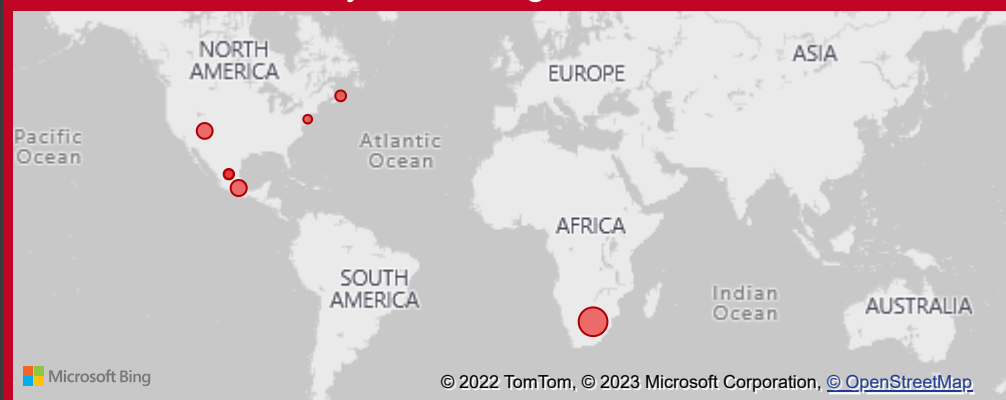 NORTH
AMERICA
ASIA
EUROPE
Pacific
Ocean
Atlantic
Ocean
AFRICA
SOUTH
AMERICA
Indian
Ocean
AUSTRALIA
Microsoft Bing
© 2022 TomTom, © 2023 Microsoft Corporation, © OpenStreetMap